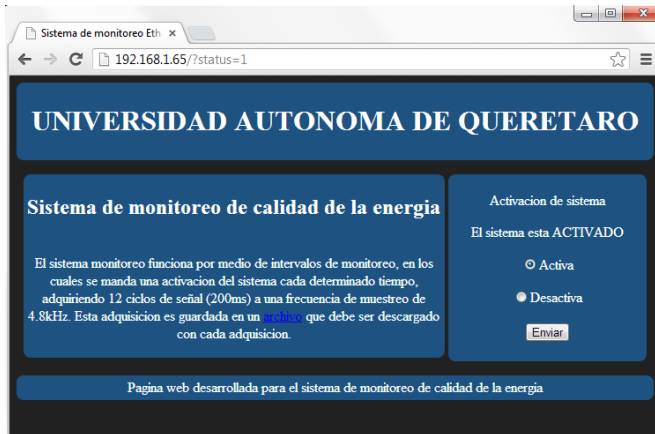 Sistema de monitoreo Eth
192.168.1.65/?status=1
UNIVERSIDAD AUTONOMA DE QUERETARO
Sistema de monitoreo de calidad de la energia
El sistema monitoreo funciona por medio de intervalos de monitoreo, en los
cuales se manda una activacion del sistema cada determinado tiempo,
adquiriendo 12 ciclos de señal (200ms) a una frecuencia de muestreo de
4.8kHz. Esta adquisicion es guardada en un archivo que debe ser descargado
con cada adquisicion.
Activacion de sistema
El sistema esta ACTIVADO
Activa
Desactiva
Enviar
Pagina web desarrollada para el sistema de monitoreo de calidad de la energia